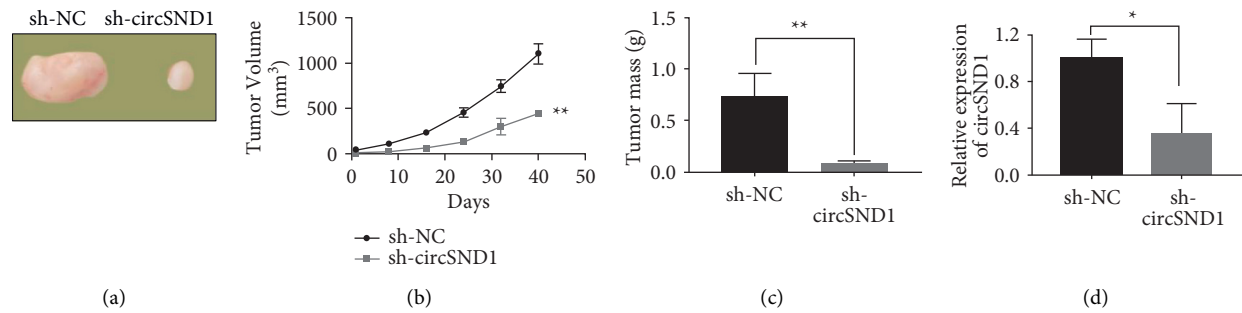 sh-NC sh-circSND1
Tumor Volume
(mm³)
1500
1000
500
0
0 10 20 30 40 50
Days
**
sh-NC
sh-circSND1
Tumor mass (g)
1.5
1.0
0.5
0.0
**
sh-NC
sh-
circSND1
Relative expression
of circSND1
1.2
0.8
0.4
0.0
*
sh-NC
sh-
circSND1
(a) (b) (c) (d)